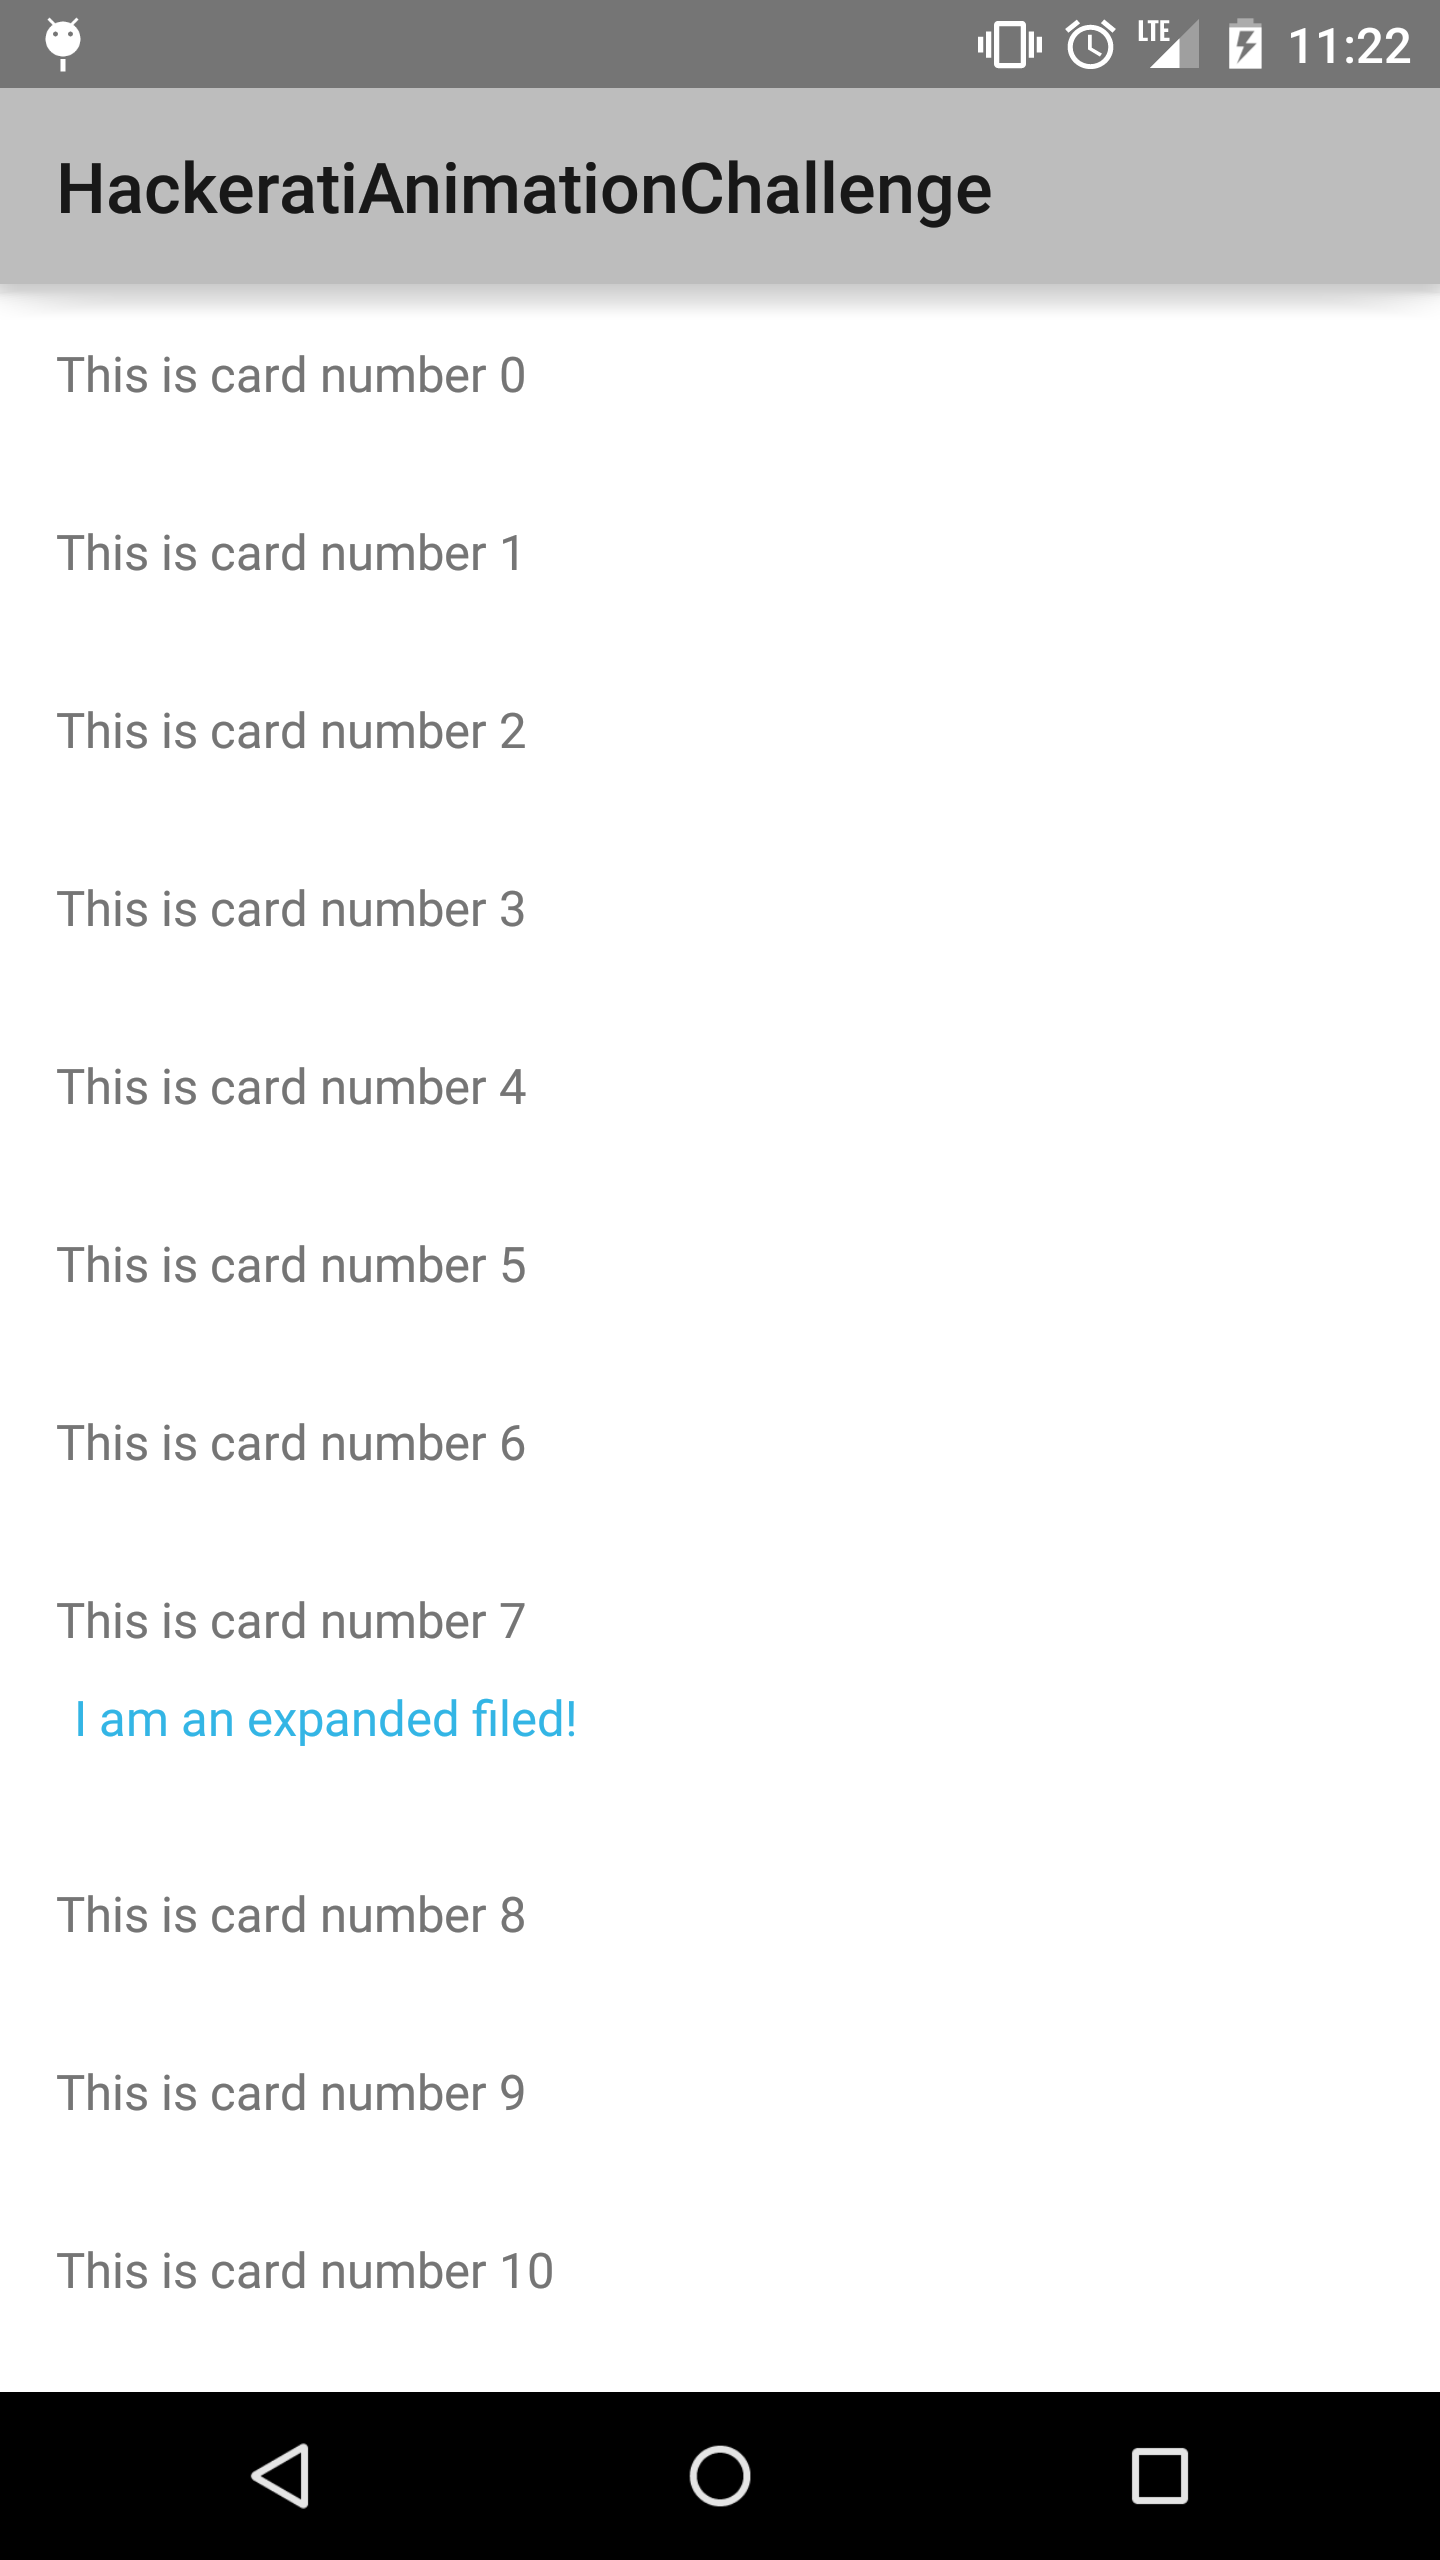 LTE 11:22
HackeratiAnimationChallenge
This is card number 0
This is card number 1
This is card number 2
This is card number 3
This is card number 4
This is card number 5
This is card number 6
This is card number 7
I am an expanded filed!
This is card number 8
This is card number 9
This is card number 10